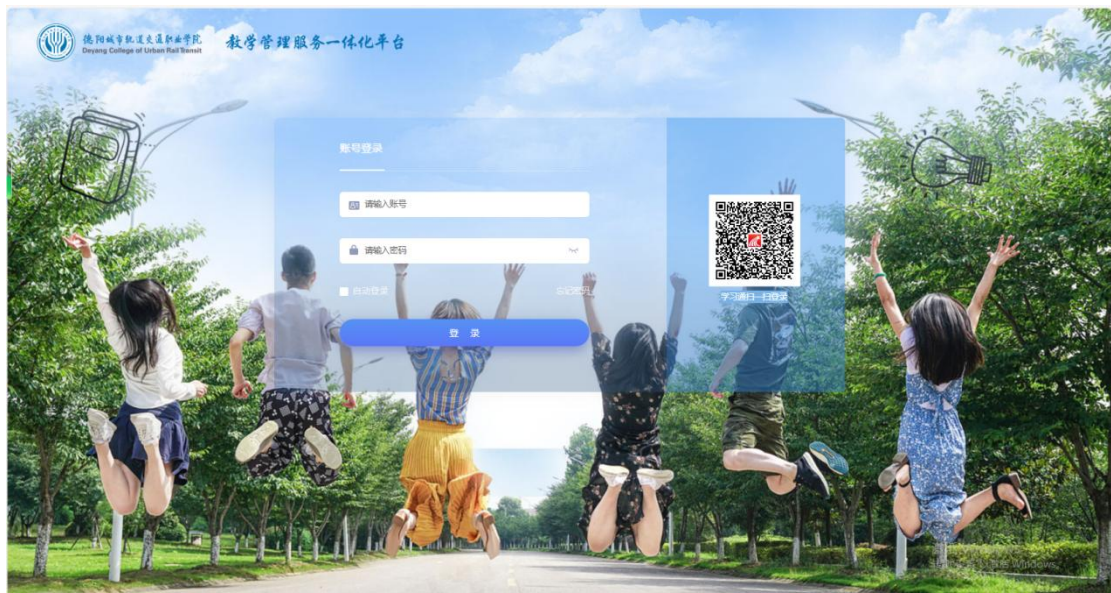 德阳城市轨道交通职业学院
Deyang College of Urban Rail Transit
教学管理服务一体化平台
账号登录
请输入账号
请输入密码
自动登录
忘记密码
登 录
学习通扫一扫登录